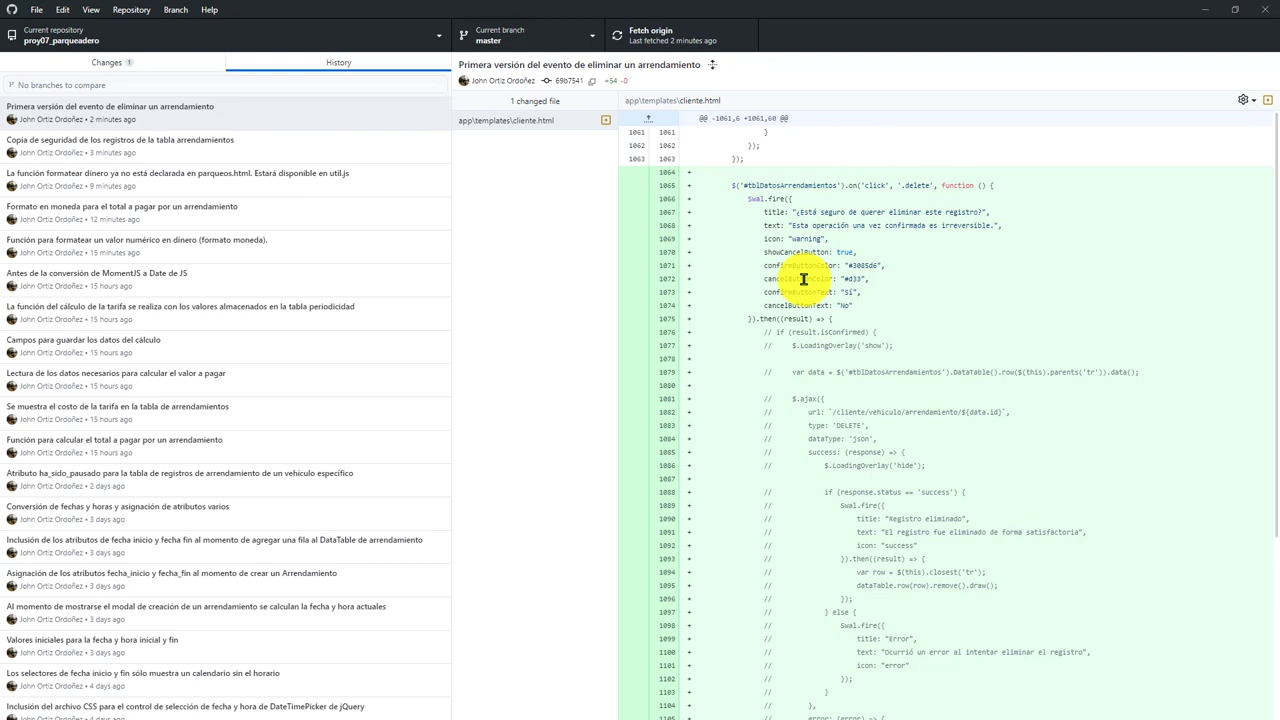 File Edit View Repository Branch Help
Current repository
proy07_parqueadero
Current branch
master
Fetch origin
Last fetched 2 minutes ago
Changes 1
History
No branches to compare
Primera versión del evento de eliminar un arrendamiento
John Ortiz Ordoñez • 2 minutes ago
Copia de seguridad de los registros de la tabla arrendamientos
John Ortiz Ordoñez • 3 minutes ago
La función formatear dinero ya no está declarada en parqueos.html. Estará disponible en util.js
John Ortiz Ordoñez • 9 minutes ago
Formato en moneda para el total a pagar por un arrendamiento
John Ortiz Ordoñez • 12 minutes ago
Función para formatear un valor numérico en dinero (formato moneda).
John Ortiz Ordoñez • 15 minutes ago
Antes de la conversión de MomentJS a Date de JS
John Ortiz Ordoñez • 15 hours ago
La función del cálculo de la tarifa se realiza con los valores almacenados en la tabla periodicidad
John Ortiz Ordoñez • 15 hours ago
Campos para guardar los datos del cálculo
John Ortiz Ordoñez • 15 hours ago
Lectura de los datos necesarios para calcular el valor a pagar
John Ortiz Ordoñez • 15 hours ago
Se muestra el costo de la tarifa en la tabla de arrendamientos
John Ortiz Ordoñez • 15 hours ago
Función para calcular el total a pagar por un arrendamiento
John Ortiz Ordoñez • 15 hours ago
Atributo ha_sido_pausado para la tabla de registros de arrendamiento de un vehículo específico
John Ortiz Ordoñez • 2 days ago
Conversión de fechas y horas y asignación de atributos varios
John Ortiz Ordoñez • 3 days ago
Inclusión de los atributos de fecha inicio y fecha fin al momento de agregar una fila al DataTable de arrendimiento
John Ortiz Ordoñez • 3 days ago
Asignación de los atributos fecha_inicio y fecha_fin al momento de crear un Arrendamiento
John Ortiz Ordoñez • 3 days ago
Al momento de mostrarse el modal de creación de un arrendamiento se calculan la fecha y hora actuales
John Ortiz Ordoñez • 3 days ago
Valores iniciales para la fecha y hora inicial y fin
John Ortiz Ordoñez • 3 days ago
Los selectores de fecha inicio y fin sólo muestra un calendario sin el horario
John Ortiz Ordoñez • 4 days ago
Inclusión del archivo CSS para el control de selección de fecha y hora de DateTimePicker de jQuery
John Ortiz Ordoñez • 4 days ago
Primera versión del evento de eliminar un arrendamiento
John Ortiz Ordoñez 69b7541 +54 -0
1 changed file
app\templates\cliente.html
app\templates\cliente.html
@@ -1061,6 +1061,60 @@
1061 1061 }
1062 1062 });
1063 1063 });
1064 +
1065 + $('#tblDatosArrendamientos').on('click', '.delete', function () {
1066 + Swal.fire({
1067 + title: "¿Está seguro de querer eliminar este registro?",
1068 + text: "Esta operación una vez confirmada es irreversible.",
1069 + icon: "warning",
1070 + showCancelButton: true,
1071 + confirmButtonColor: "#3085d6",
1072 + cancelButtonColor: "#d33",
1073 + confirmButtonText: "Sí",
1074 + cancelButtonText: "No"
1075 + }).then((result) => {
1076 + // if (result.isConfirmed) {
1077 + // $.LoadingOverlay('show');
1078 +
1079 + // var data = $('#tblDatosArrendamientos').DataTable().row($(this).parents('tr')).data();
1080 +
1081 + // $.ajax({
1082 + // url: `/cliente/vehiculo/arrendamiento/${data.id}`,
1083 + // type: 'DELETE',
1084 + // dataType: 'json',
1085 + // success: (response) => {
1086 + // $.LoadingOverlay('hide');
1087 +
1088 + // if (response.status == 'success') {
1089 + // Swal.fire({
1090 + // title: "Registro eliminado",
1091 + // text: "El registro fue eliminado de forma satisfactoria",
1092 + // icon: "success"
1093 + // }).then((result) => {
1094 + // var row = $(this).closest('tr');
1095 + // dataTable.row(row).remove().draw();
1096 + // });
1097 + // } else {
1098 + // Swal.fire({
1099 + // title: "Error",
1100 + // text: "Ocurrió un error al intentar eliminar el registro",
1101 + // icon: "error"
1102 + // });
1103 + // }
1104 + // },
1105 + // error: (error) => {